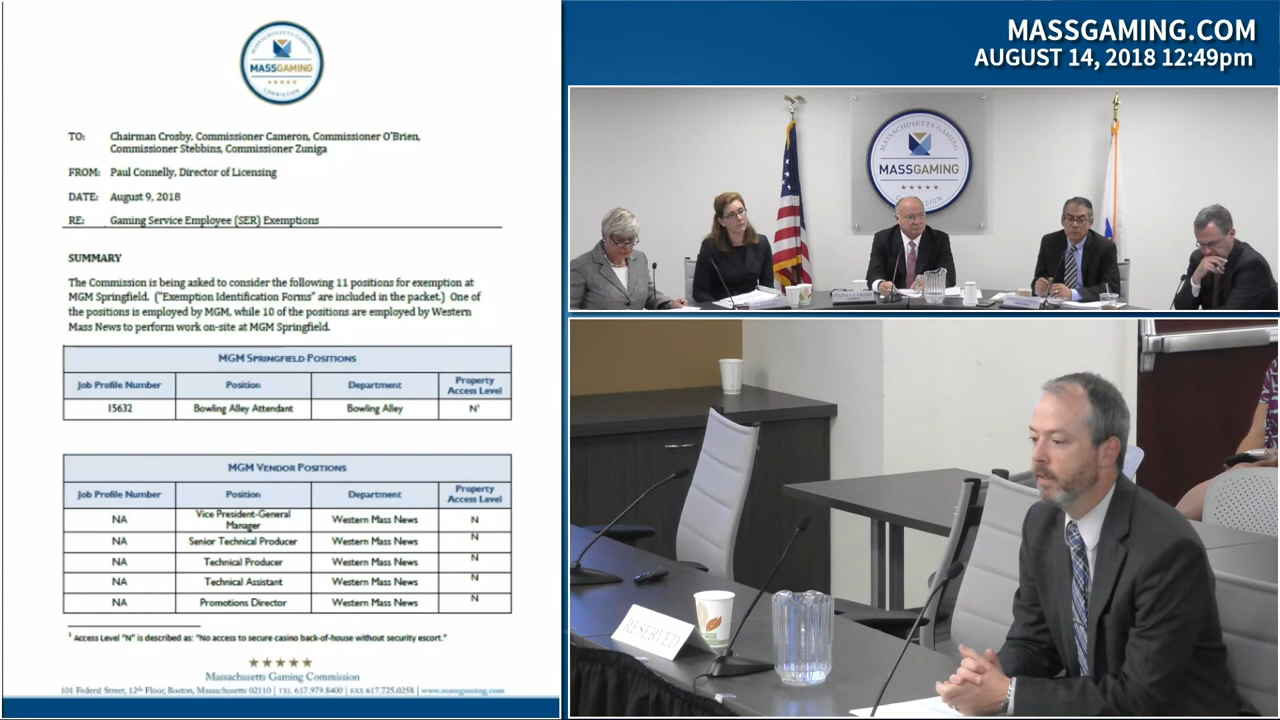 MASSACHUSETTS GAMING
MASSGAMING
★★★★★
COMMISSION
TO: Chairman Crosby, Commissioner Cameron, Commissioner O'Brien,
Commissioner Stebbins, Commissioner Zuniga
FROM: Paul Connelly, Director of Licensing
DATE: August 9, 2018
RE: Gaming Service Employee (SER) Exemptions
SUMMARY
The Commission is being asked to consider the following 11 positions for exemption at
MGM Springfield. ("Exemption Identification Forms" are included in the packet.) One of
the positions is employed by MGM, while 10 of the positions are employed by Western
Mass News to perform work on-site at MGM Springfield.
MGM SPRINGFIELD POSITIONS
Job Profile Number Position Department Property Access Level
15632 Bowling Alley Attendant Bowling Alley N¹
MGM VENDOR POSITIONS
Job Profile Number Position Department Property Access Level
NA Vice President-General Manager Western Mass News N
NA Senior Technical Producer Western Mass News N
NA Technical Producer Western Mass News N
NA Technical Assistant Western Mass News N
NA Promotions Director Western Mass News N
¹ Access Level "N" is described as: "No access to secure casino back-of-house without security escort."
★★★★★
Massachusetts Gaming Commission
101 Federal Street, 12th Floor, Boston, Massachusetts 02110 | TEL 617.979.8400 | FAX 617.725.0258 | www.massgaming.com
MASSGAMING.COM
AUGUST 14, 2018 12:49pm
MASSACHUSETTS GAMING
MASSGAMING
★★★★★
COMMISSION
RESERVED